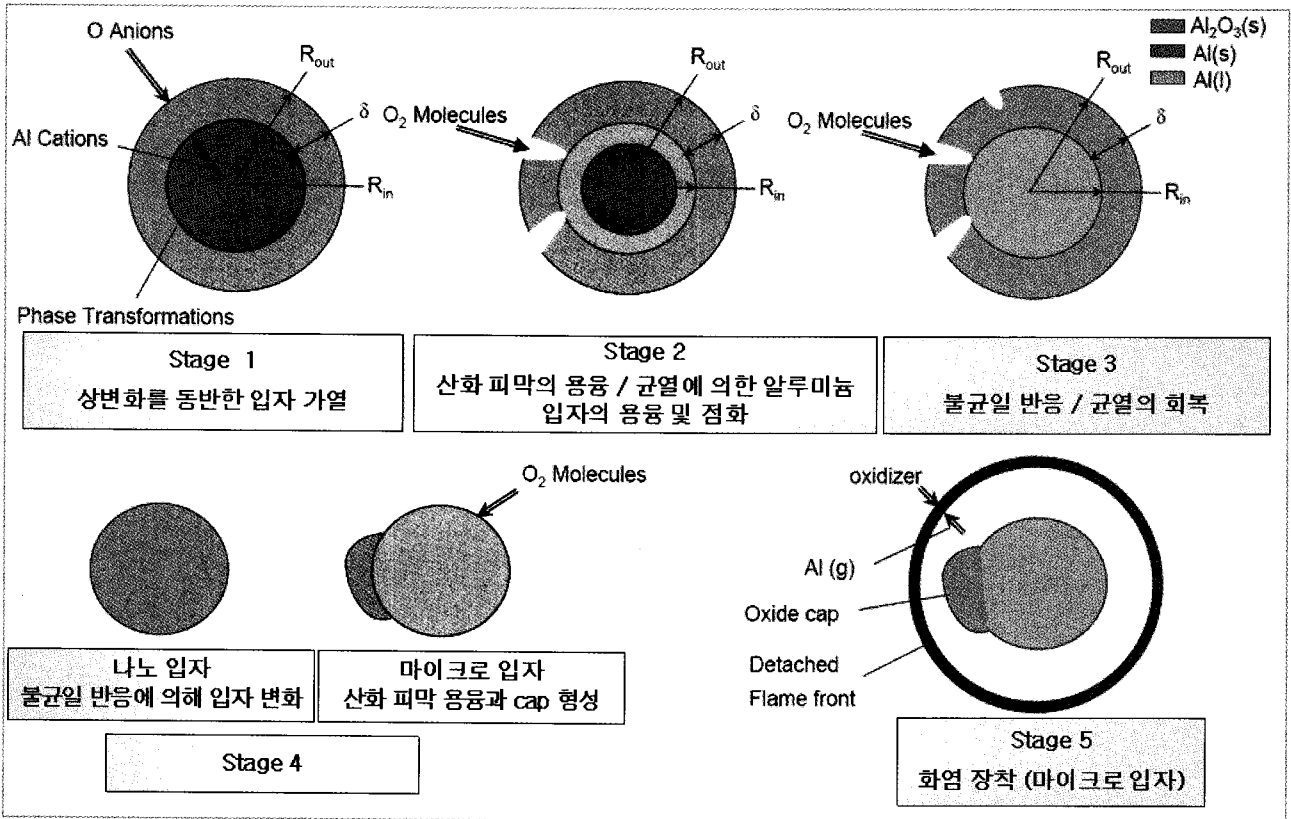 O Anions
Al Cations
Phase Transformations
R_out
δ
R_in
Stage 1
상변화를 동반한 입자 가열
O₂ Molecules
R_out
δ
R_in
Stage 2
산화 피막의 용융 / 균열에 의한 알루미늄
입자의 용융 및 점화
Al₂O₃(s)
Al(s)
Al(l)
O₂ Molecules
R_out
δ
R_in
Stage 3
불균일 반응 / 균열의 회복
나노 입자
불균일 반응에 의해 입자 변화
O₂ Molecules
마이크로 입자
산화 피막 용융과 cap 형성
Stage 4
oxidizer
Al (g)
Oxide cap
Detached
Flame front
Stage 5
화염 장착 (마이크로 입자)